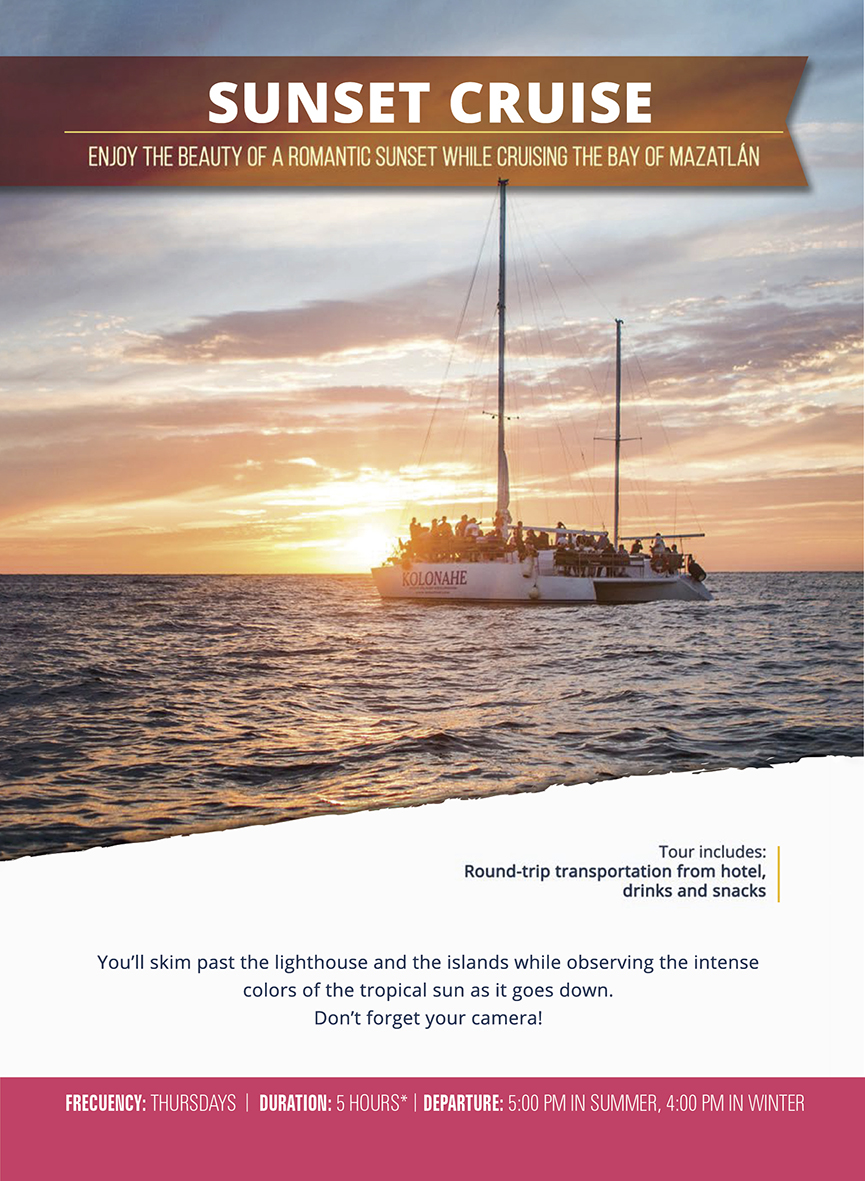 SUNSET CRUISE
ENJOY THE BEAUTY OF A ROMANTIC SUNSET WHILE CRUISING THE BAY OF MAZATLÁN
KOLONAHE
Tour includes:
Round-trip transportation from hotel,
drinks and snacks
You’ll skim past the lighthouse and the islands while observing the intense
colors of the tropical sun as it goes down.
Don’t forget your camera!
FRECUENCY: THURSDAYS | DURATION: 5 HOURS* | DEPARTURE: 5:00 PM IN SUMMER, 4:00 PM IN WINTER